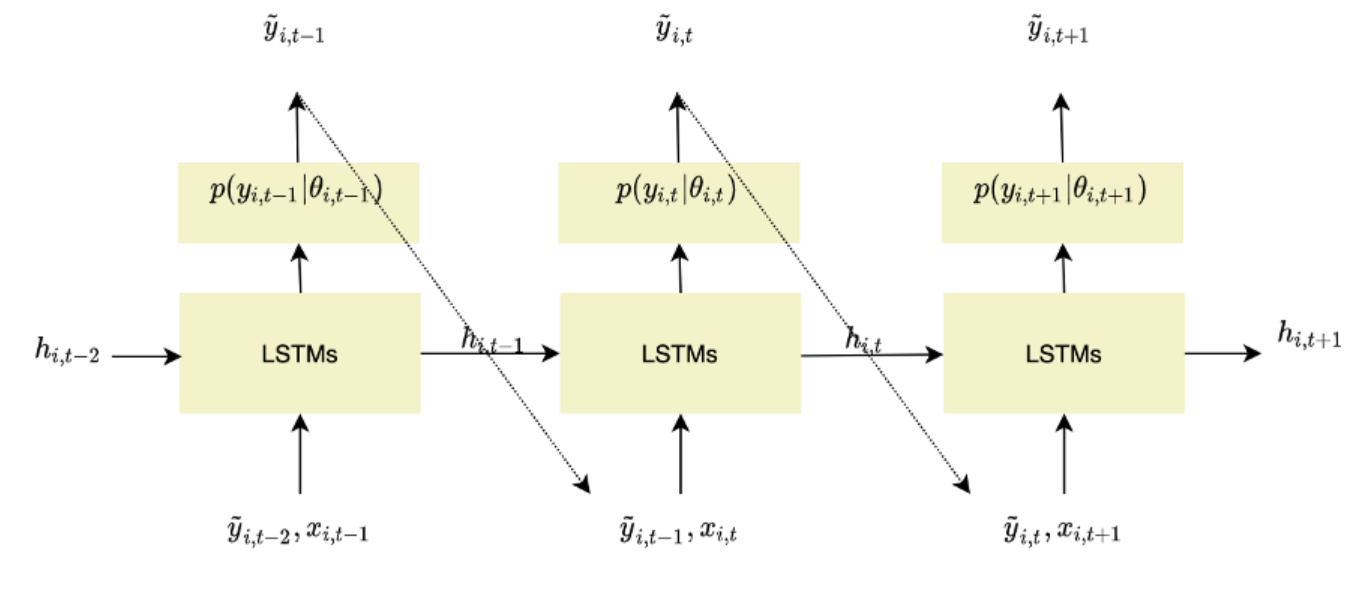 ỹ_{i,t−1} ỹ_{i,t} ỹ_{i,t+1}
p(y_{i,t−1}|θ_{i,t−1}) p(y_{i,t}|θ_{i,t}) p(y_{i,t+1}|θ_{i,t+1})
h_{i,t−2} LSTMs h_{i,t−1} LSTMs h_{i,t} LSTMs h_{i,t+1}
ỹ_{i,t−2}, x_{i,t−1} ỹ_{i,t−1}, x_{i,t} ỹ_{i,t}, x_{i,t+1}